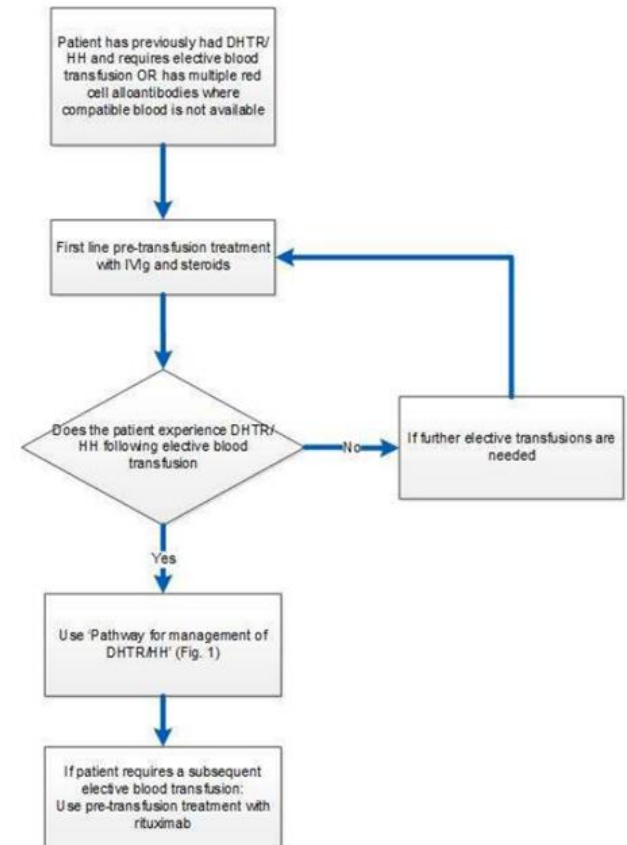 Patient has previously had DHTR/
HH and requires elective blood
transfusion OR has multiple red
cell alloantibodies where
compatible blood is not available
First line pre-transfusion treatment
with IVIg and steroids
Does the patient experience DHTR/
HH following elective blood
transfusion
No
If further elective transfusions are
needed
Yes
Use 'Pathway for management of
DHTR/HH' (Fig. 1)
If patient requires a subsequent
elective blood transfusion:
Use pre-transfusion treatment with
rituximab